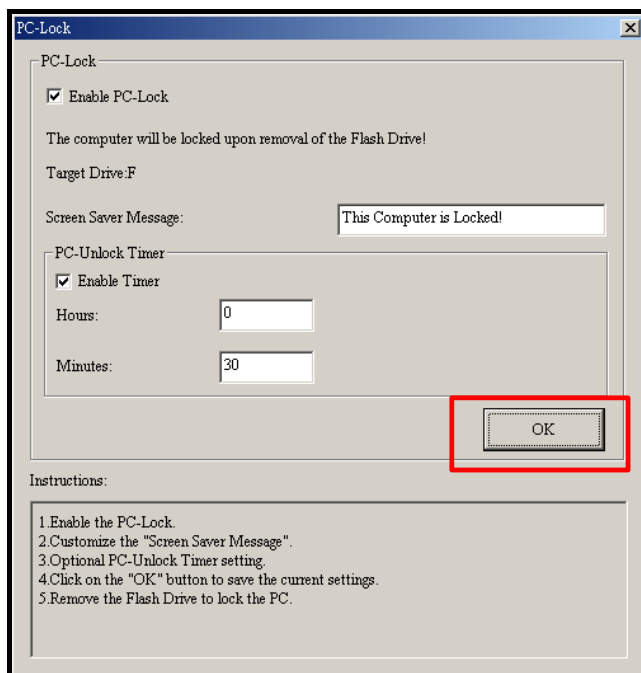 PC-Lock
PC-Lock
Enable PC-Lock
The computer will be locked upon removal of the Flash Drive!
Target Drive:F
Screen Saver Message: This Computer is Locked!
PC-Unlock Timer
Enable Timer
Hours: 0
Minutes: 30
OK
Instructions:
1.Enable the PC-Lock.
2.Customize the "Screen Saver Message".
3.Optional PC-Unlock Timer setting.
4.Click on the "OK" button to save the current settings.
5.Remove the Flash Drive to lock the PC.